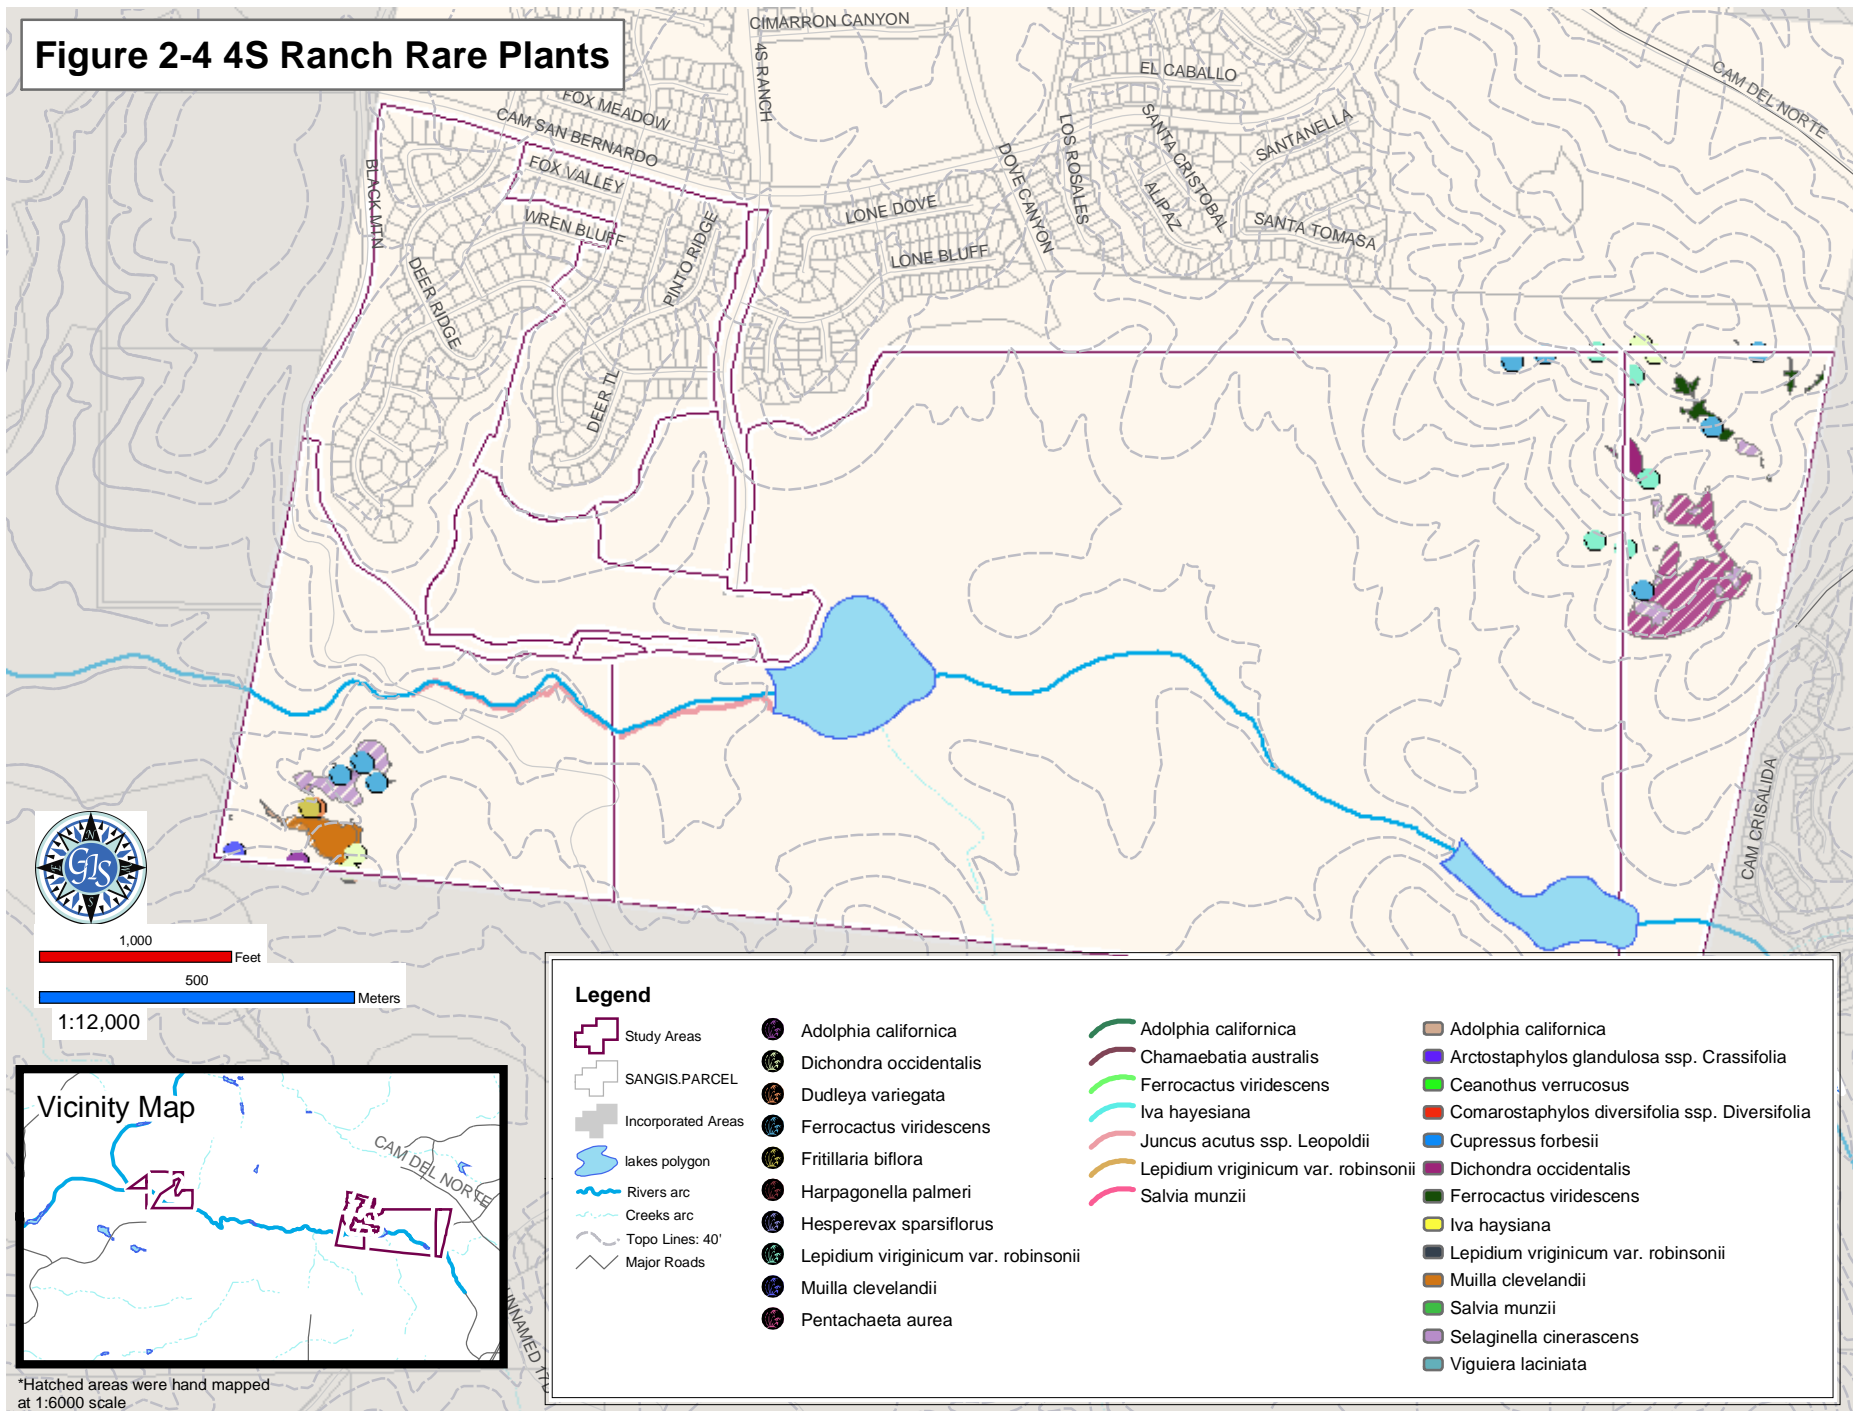 Figure 2-4 4S Ranch Rare Plants
CIMARRON CANYON
4S RANCH
EL CABALLO
CAM DEL NORTE
FOX MEADOW
CAM SAN BERNARDO
FOX VALLEY
WREN BLUFF
BLACK MTN
DEER RIDGE
PINTO RIDGE
DEER TL
LONE DOVE
LONE BLUFF
DOVE CANYON
LOS ROSALES
SANTA CRISTOBAL
ALIPAZ
SANTANELLA
SANTA TOMASA
CAM CRISALIDA
N
GIS
S
1,000
Feet
500
Meters
1:12,000
Vicinity Map
CAM DEL NORTE
*Hatched areas were hand mapped
at 1:6000 scale
Legend
Study Areas
SANGIS.PARCEL
Incorporated Areas
lakes polygon
Rivers arc
Creeks arc
Topo Lines: 40'
Major Roads
Adolphia californica
Dichondra occidentalis
Dudleya variegata
Ferrocactus viridescens
Fritillaria biflora
Harpagonella palmeri
Hesperevax sparsiflorus
Lepidium viriginicum var. robinsonii
Muilla clevelandii
Pentachaeta aurea
Adolphia californica
Chamaebatia australis
Ferrocactus viridescens
Iva hayesiana
Juncus acutus ssp. Leopoldii
Lepidium vriginicum var. robinsonii
Salvia munzii
Adolphia californica
Arctostaphylos glandulosa ssp. Crassifolia
Ceanothus verrucosus
Comarostaphylos diversifolia ssp. Diversifolia
Cupressus forbesii
Dichondra occidentalis
Ferrocactus viridescens
Iva haysiana
Lepidium vriginicum var. robinsonii
Muilla clevelandii
Salvia munzii
Selaginella cinerascens
Viguiera laciniata